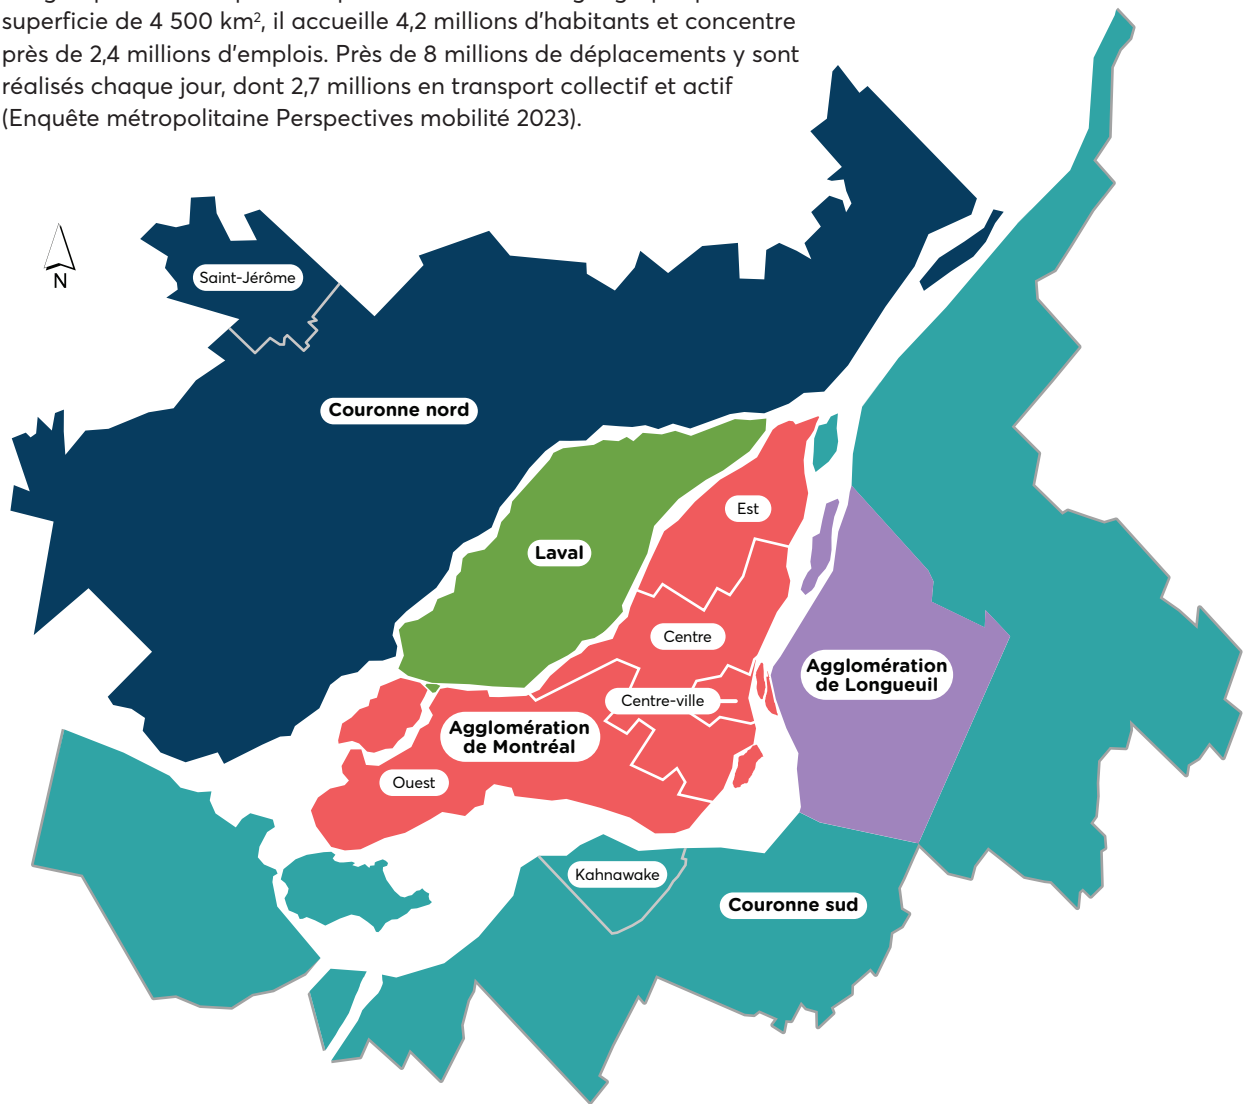 superficie de 4 500 km², il accueille 4,2 millions d’habitants et concentre
près de 2,4 millions d’emplois. Près de 8 millions de déplacements y sont
réalisés chaque jour, dont 2,7 millions en transport collectif et actif
(Enquête métropolitaine Perspectives mobilité 2023).
Saint-Jérôme
N
Couronne nord
Est
Laval
Centre
Agglomération
de Longueuil
Centre-ville
Agglomération
de Montréal
Ouest
Kahnawake
Couronne sud